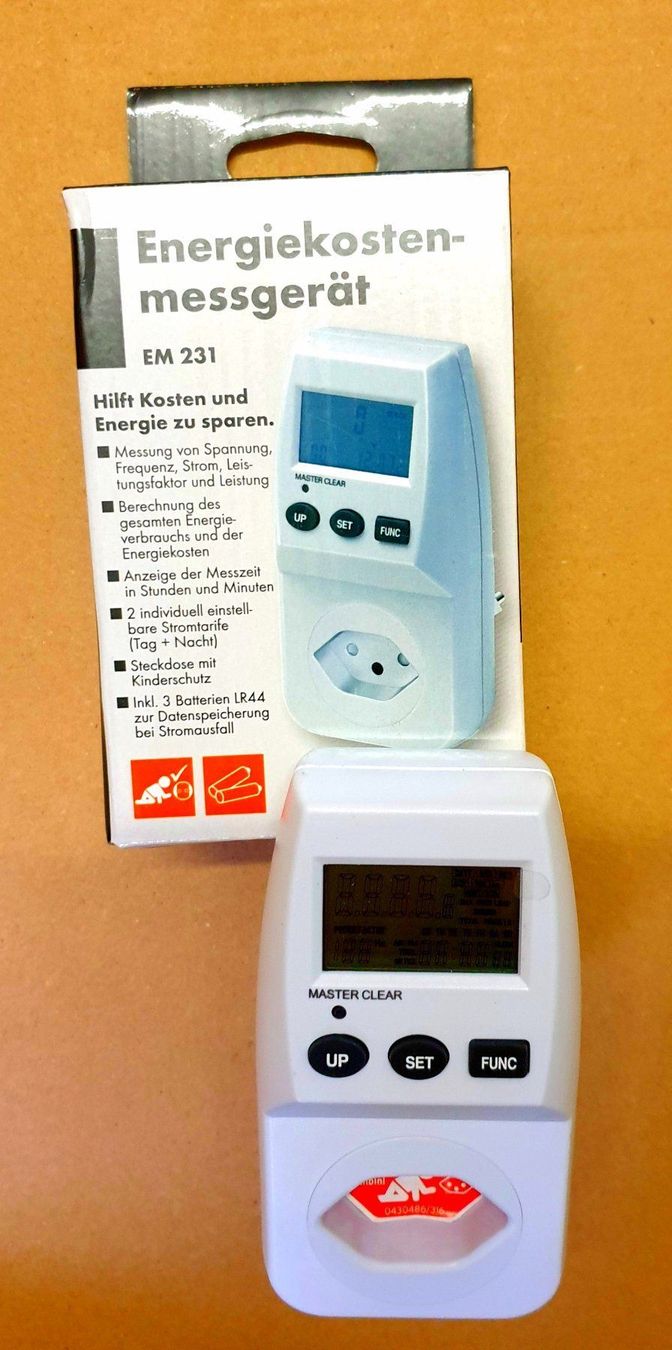 Energiekosten-
messgerät
EM 231
Hilft Kosten und
Energie zu sparen.
Messung von Spannung,
Frequenz, Strom, Leis-
tungsfaktor und Leistung
Berechnung des
gesamten Energie-
verbrauchs und der
Energiekosten
Anzeige der Messzeit
in Stunden und Minuten
2 individuell einstell-
bare Stromtarife
(Tag + Nacht)
Steckdose mit
Kinderschutz
Inkl. 3 Batterien LR44
zur Datenspeicherung
bei Stromausfall
MASTER CLEAR
UP
SET
FUNC
MASTER CLEAR
UP
SET
FUNC
0430486/316